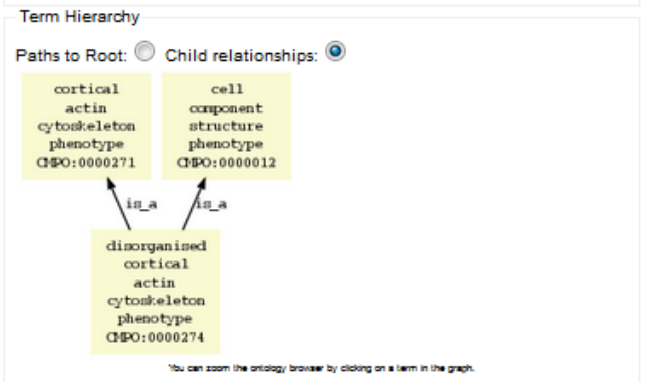 Term Hierarchy
Paths to Root: Child relationships:
cortical
actin
cytoskeleton
phenotype
CMPO:0000271
cell
component
structure
phenotype
CMPO:0000012
is_a
is_a
disorganised
cortical
actin
cytoskeleton
phenotype
CMPO:0000274
You can zoom the ontology browser by clicking on a term in the graph.